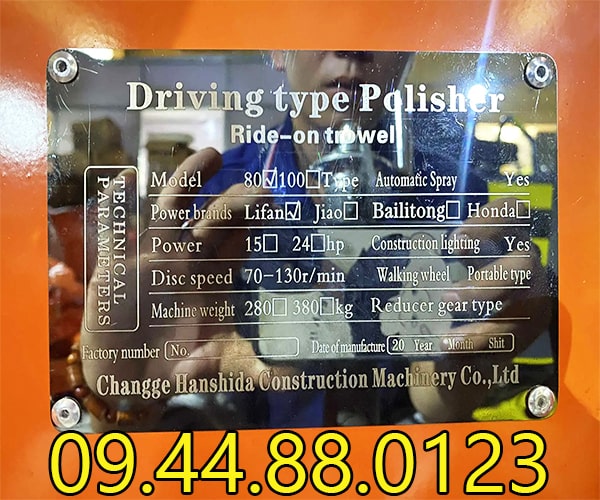 Driving type Polisher
Ride-on trowel
TECHNICAL PARAMETERS
Model 80☑100☐Type Automatic Spray Yes
Power brands Lifan☑ Jiao☐ Bailitong☐ Honda☐
Power 15☐ 24☐hp Construction lighting Yes
Disc speed 70-130r/min Walking wheel Portable type
Machine weight 280☐ 380☐kg Reducer gear type
Factory number No. Date of manufacture 20 Year Month Shit
Changge Hanshida Construction Machinery Co.,Ltd
09.44.88.0123